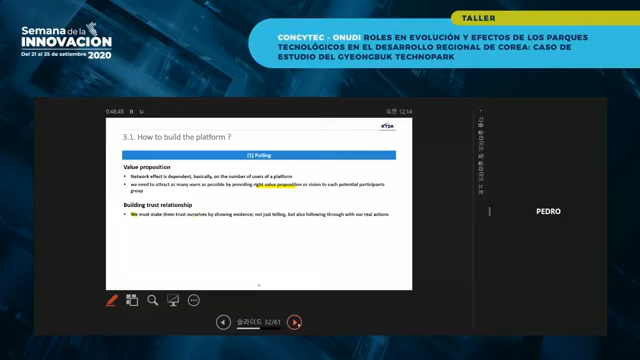 TALLER
Semana de la
INNOVACIÓN
Del 21 al 25 de setiembre 2020
CONCYTEC - ONUDI ROLES EN EVOLUCIÓN Y EFECTOS DE LOS PARQUES
TECNOLÓGICOS EN EL DESARROLLO REGIONAL DE COREA: CASO DE
ESTUDIO DEL GYEONGBUK TECHNOPARK
0:48:48
오전 12:14
3.1. How to build the platform ?
(1) Pulling
Value proposition
• Network effect is dependent, basically, on the number of users of a platform
• we need to attract as many users as possible by providing right value proposition or vision to each potential participants
group
Building trust relationship
• We must make them trust ourselves by showing evidence; not just telling, but also following through with our real actions
슬라이드 32/61
PEDRO